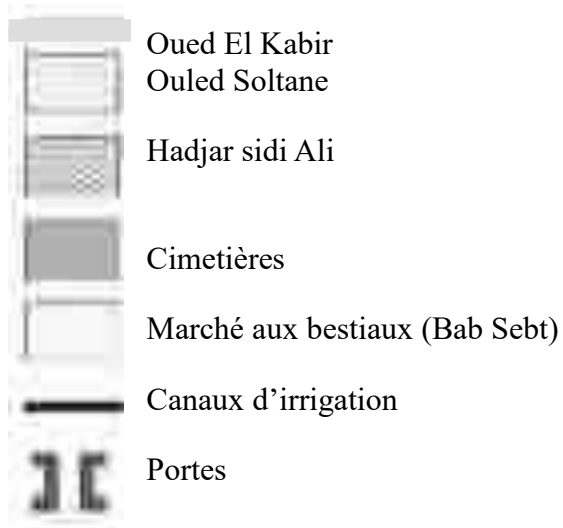 Oued El Kabir
Ouled Soltane
Hadjar sidi Ali
Cimetières
Marché aux bestiaux (Bab Sebt)
Canaux d’irrigation
Portes